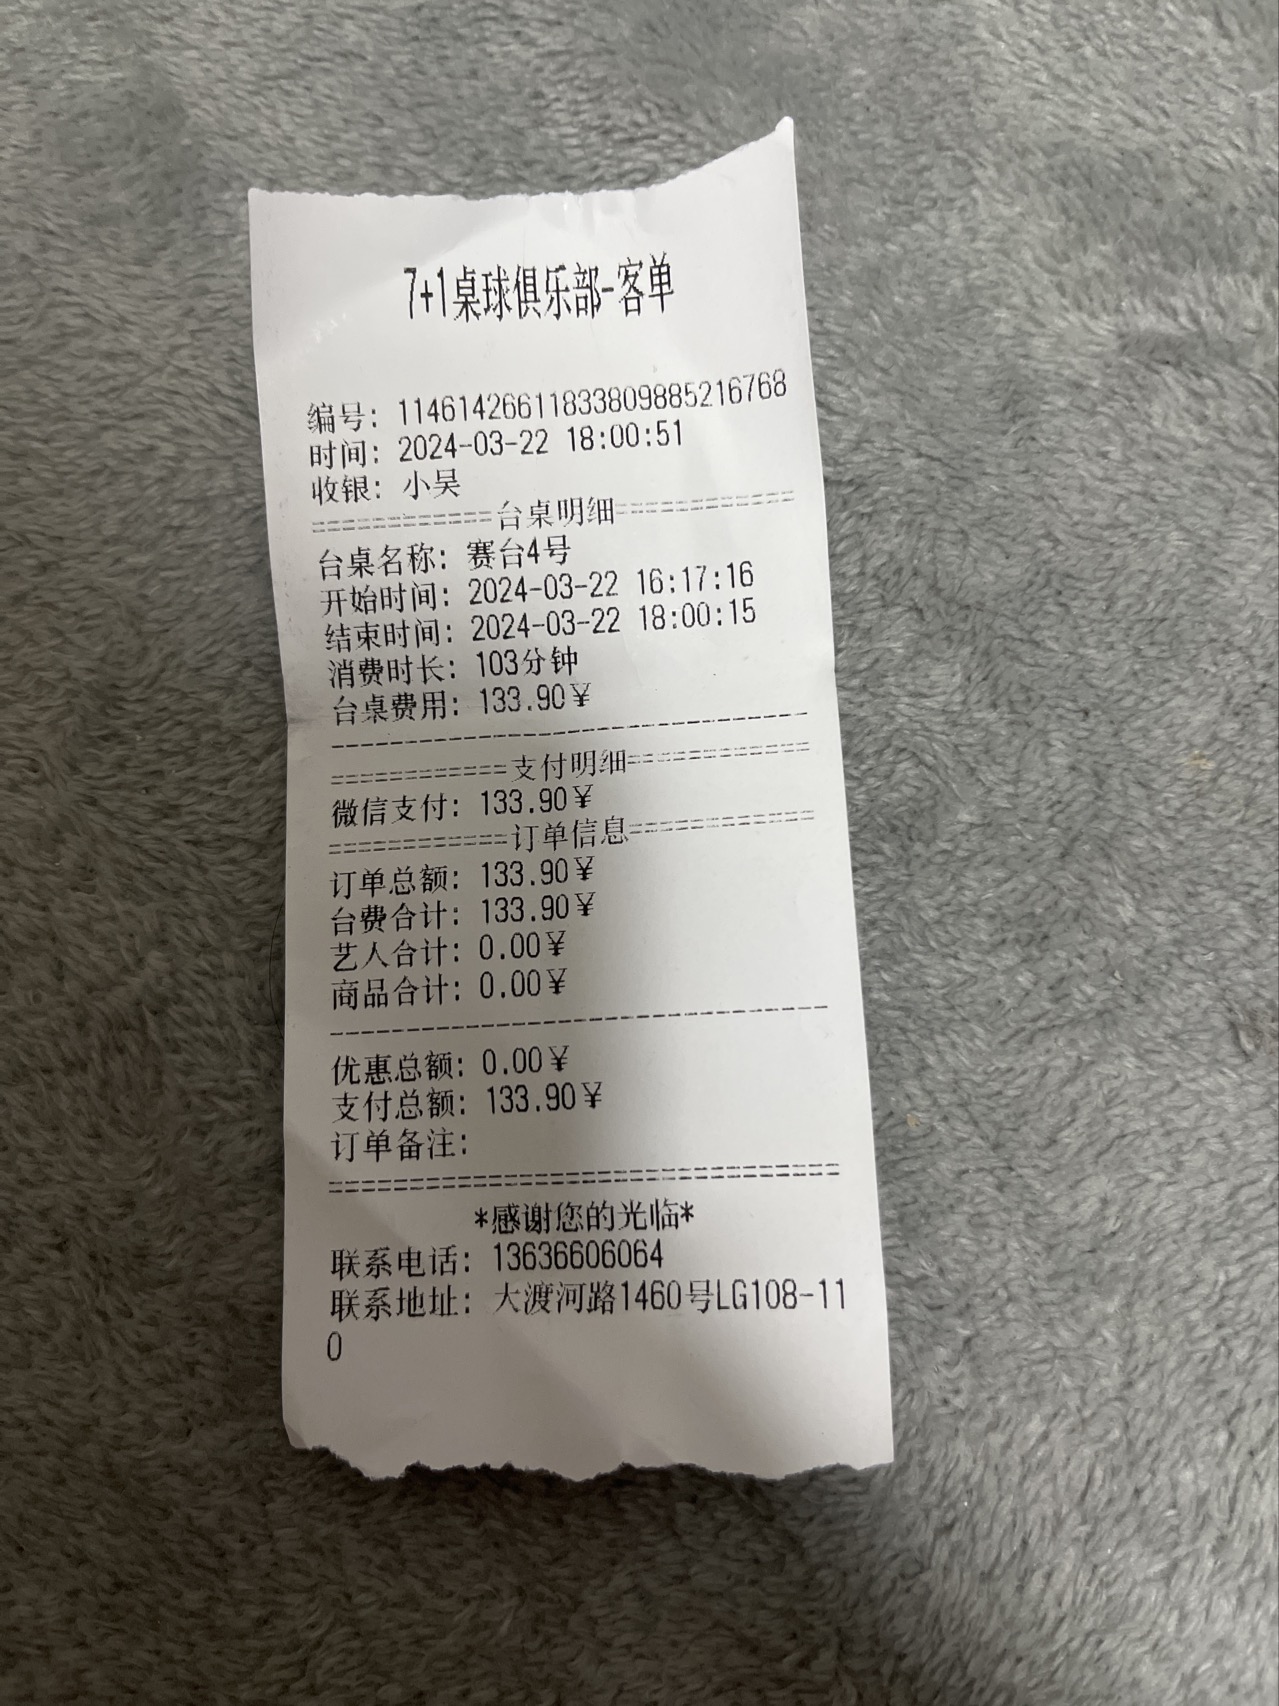 7+1桌球俱乐部-客单
编号: 1146142661183380988521​6768
时间: 2024-03-22 18:00:51
收银: 小吴
============台桌明细============
台桌名称: 赛台4号
开始时间: 2024-03-22 16:17:16
结束时间: 2024-03-22 18:00:15
消费时长: 103分钟
台桌费用: 133.90¥
--------------------------------
============支付明细============
微信支付: 133.90¥
============订单信息============
订单总额: 133.90¥
台费合计: 133.90¥
艺人合计: 0.00¥
商品合计: 0.00¥
--------------------------------
优惠总额: 0.00¥
支付总额: 133.90¥
订单备注:
================================
*感谢您的光临*
联系电话: 13636606064
联系地址: 大渡河路1460号LG108-11
0